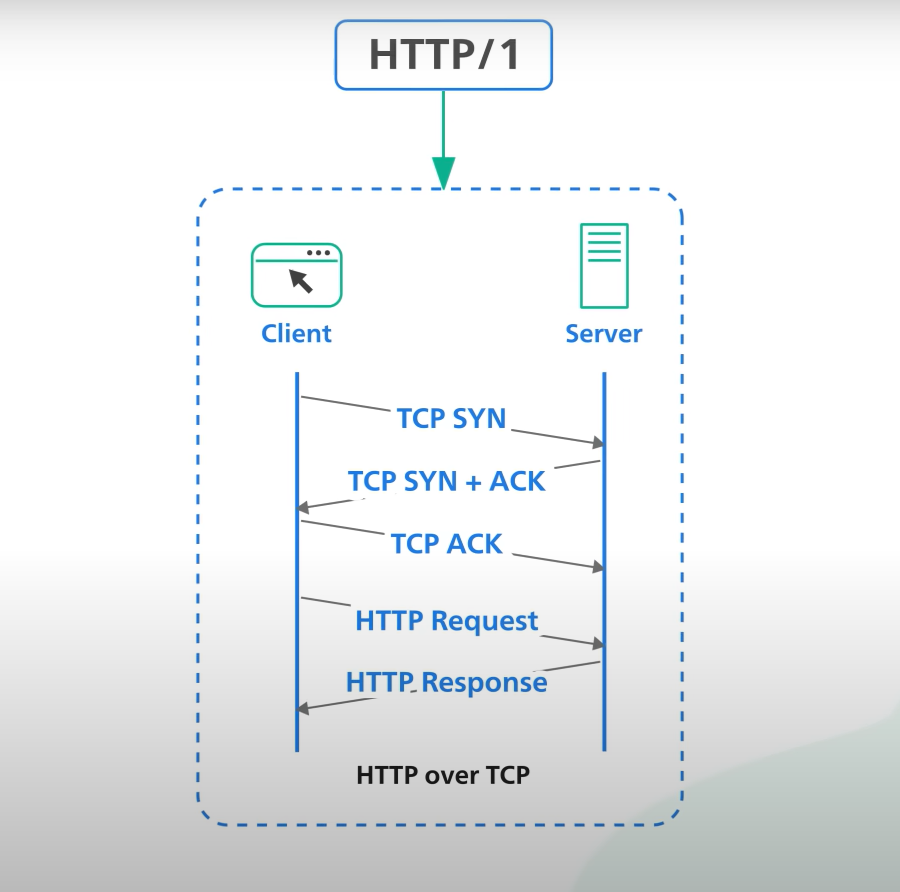 HTTP/1
Client
Server
TCP SYN
TCP SYN + ACK
TCP ACK
HTTP Request
HTTP Response
HTTP over TCP